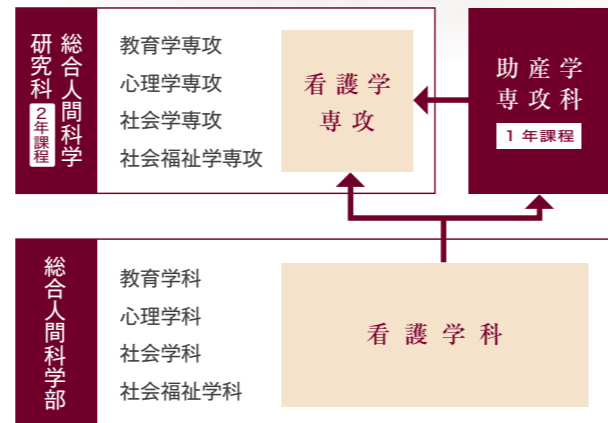 総合人間科学
研究科
2年課程
教育学専攻
心理学専攻
社会学専攻
社会福祉学専攻
看護学
専攻
助産学
専攻科
1年課程
総合人間科学部
教育学科
心理学科
社会学科
社会福祉学科
看護学科